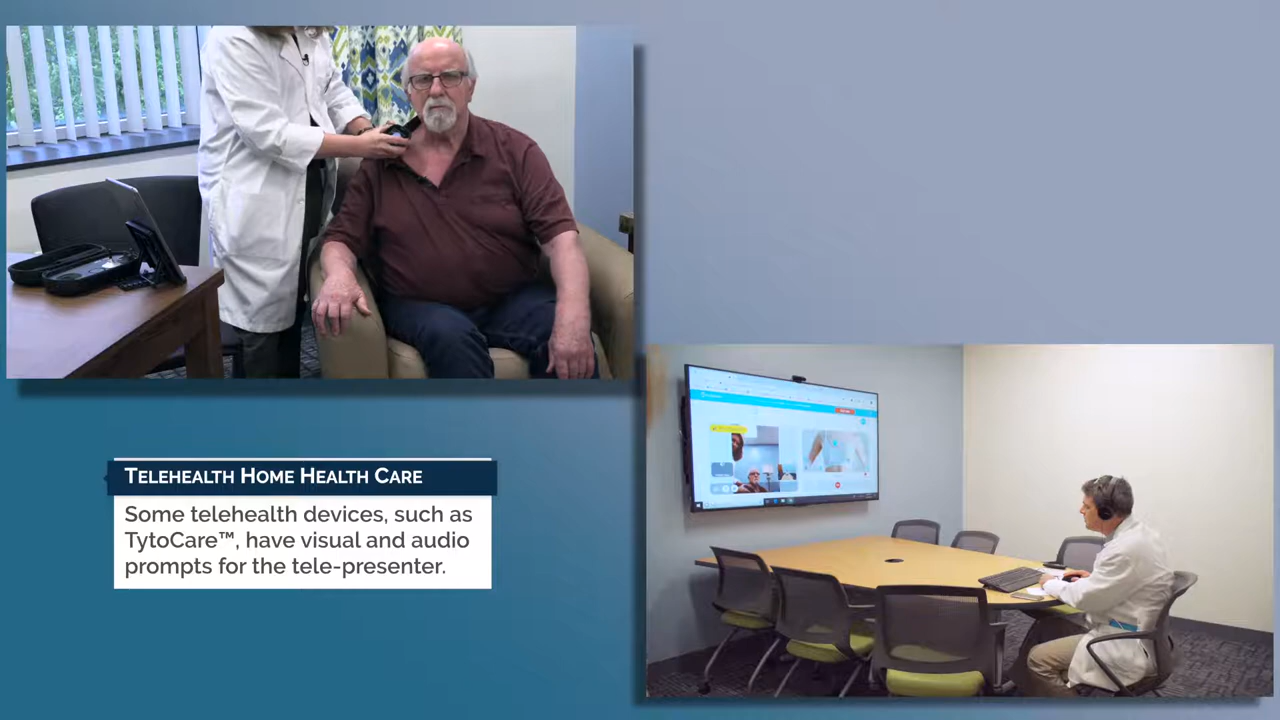 TELEHEALTH HOME HEALTH CARE
Some telehealth devices, such as
TytoCare™, have visual and audio
prompts for the tele-presenter.